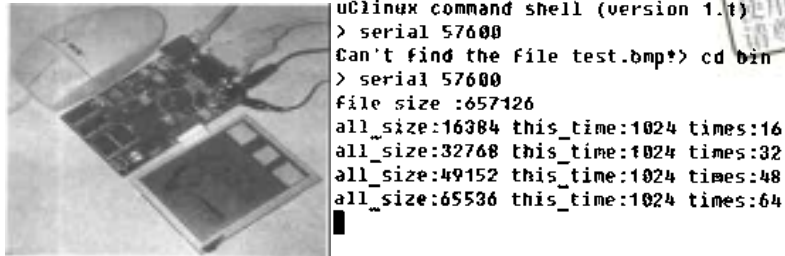 uClinux command shell (version 1.1)
> serial 57600
Can't find the file test.bmp!> cd bin
> serial 57600
file size :657126
all_size:16384 this_time:1024 times:16
all_size:32768 this_time:1024 times:32
all_size:49152 this_time:1024 times:48
all_size:65536 this_time:1024 times:64